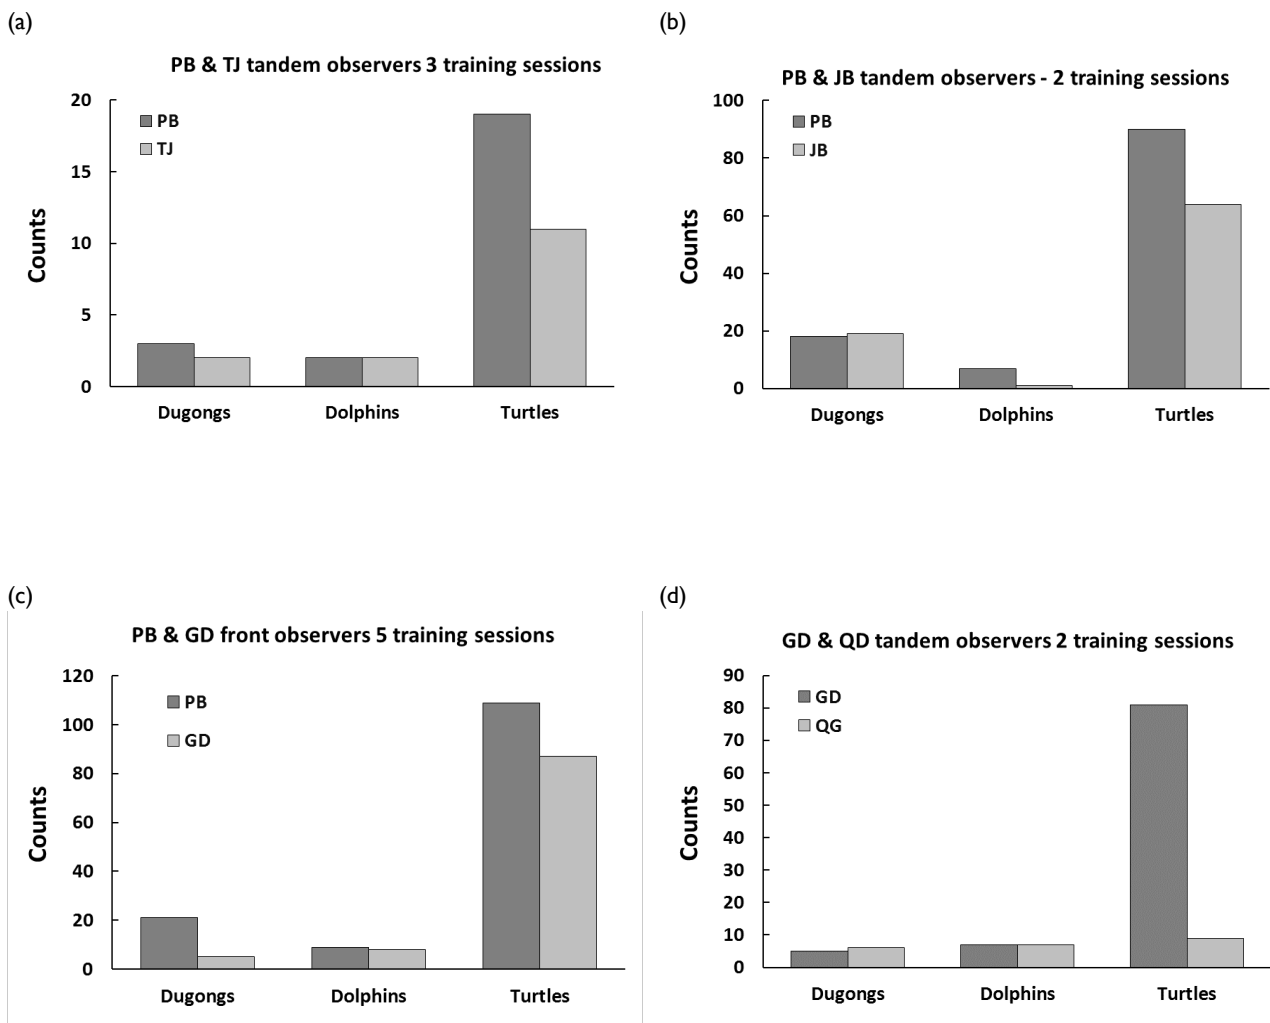 (a)
PB & TJ tandem observers 3 training sessions
20
15
10
5
0
Counts
PB
TJ
Dugongs Dolphins Turtles
(b)
PB & JB tandem observers - 2 training sessions
100
80
60
40
20
0
Counts
PB
JB
Dugongs Dolphins Turtles
(c)
PB & GD front observers 5 training sessions
120
100
80
60
40
20
0
Counts
PB
GD
Dugongs Dolphins Turtles
(d)
GD & QD tandem observers 2 training sessions
90
80
70
60
50
40
30
20
10
0
Counts
GD
QG
Dugongs Dolphins Turtles